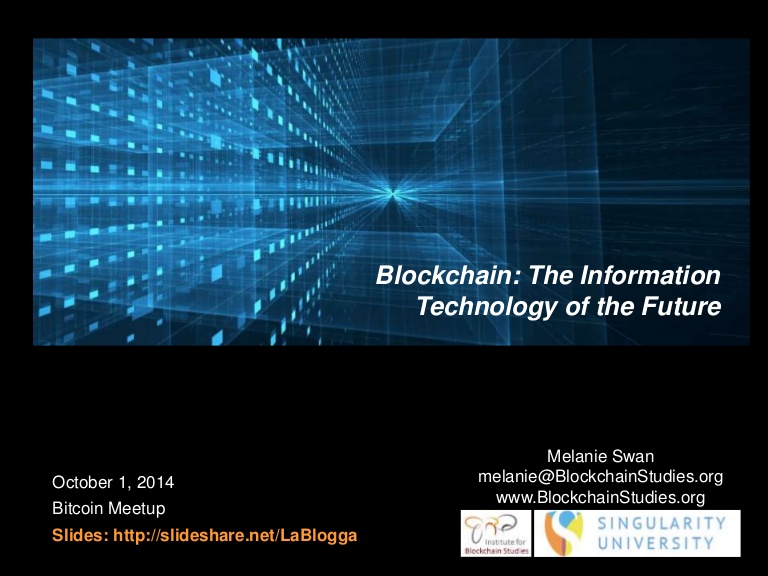 Blockchain: The Information
Technology of the Future
October 1, 2014
Bitcoin Meetup
Slides: http://slideshare.net/LaBlogga
Melanie Swan
melanie@BlockchainStudies.org
www.BlockchainStudies.org
Institute for
Blockchain Studies
SINGULARITY
UNIVERSITY